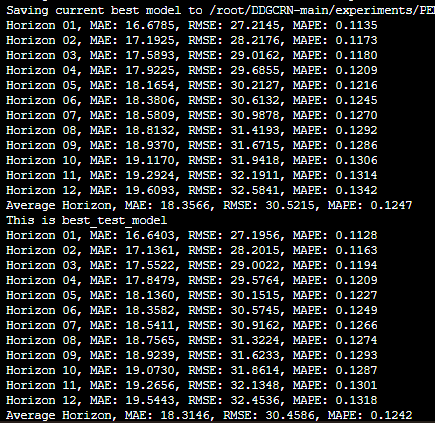 Saving current best model to /root/DDGCRN-main/experiments/PE
Horizon 01, MAE: 16.6785, RMSE: 27.2145, MAPE: 0.1135
Horizon 02, MAE: 17.1925, RMSE: 28.2176, MAPE: 0.1173
Horizon 03, MAE: 17.5893, RMSE: 29.0162, MAPE: 0.1180
Horizon 04, MAE: 17.9225, RMSE: 29.6855, MAPE: 0.1209
Horizon 05, MAE: 18.1654, RMSE: 30.2127, MAPE: 0.1216
Horizon 06, MAE: 18.3806, RMSE: 30.6132, MAPE: 0.1245
Horizon 07, MAE: 18.5809, RMSE: 30.9878, MAPE: 0.1270
Horizon 08, MAE: 18.8132, RMSE: 31.4193, MAPE: 0.1292
Horizon 09, MAE: 18.9370, RMSE: 31.6715, MAPE: 0.1286
Horizon 10, MAE: 19.1170, RMSE: 31.9418, MAPE: 0.1306
Horizon 11, MAE: 19.2924, RMSE: 32.1911, MAPE: 0.1314
Horizon 12, MAE: 19.6093, RMSE: 32.5841, MAPE: 0.1342
Average Horizon, MAE: 18.3566, RMSE: 30.5215, MAPE: 0.1247
This is best_test_model
Horizon 01, MAE: 16.6403, RMSE: 27.1956, MAPE: 0.1128
Horizon 02, MAE: 17.1361, RMSE: 28.2015, MAPE: 0.1163
Horizon 03, MAE: 17.5522, RMSE: 29.0022, MAPE: 0.1194
Horizon 04, MAE: 17.8479, RMSE: 29.5764, MAPE: 0.1209
Horizon 05, MAE: 18.1360, RMSE: 30.1515, MAPE: 0.1227
Horizon 06, MAE: 18.3582, RMSE: 30.5745, MAPE: 0.1249
Horizon 07, MAE: 18.5411, RMSE: 30.9162, MAPE: 0.1266
Horizon 08, MAE: 18.7565, RMSE: 31.3224, MAPE: 0.1274
Horizon 09, MAE: 18.9239, RMSE: 31.6233, MAPE: 0.1293
Horizon 10, MAE: 19.0730, RMSE: 31.8614, MAPE: 0.1287
Horizon 11, MAE: 19.2656, RMSE: 32.1348, MAPE: 0.1301
Horizon 12, MAE: 19.5443, RMSE: 32.4536, MAPE: 0.1318
Average Horizon, MAE: 18.3146, RMSE: 30.4586, MAPE: 0.1242